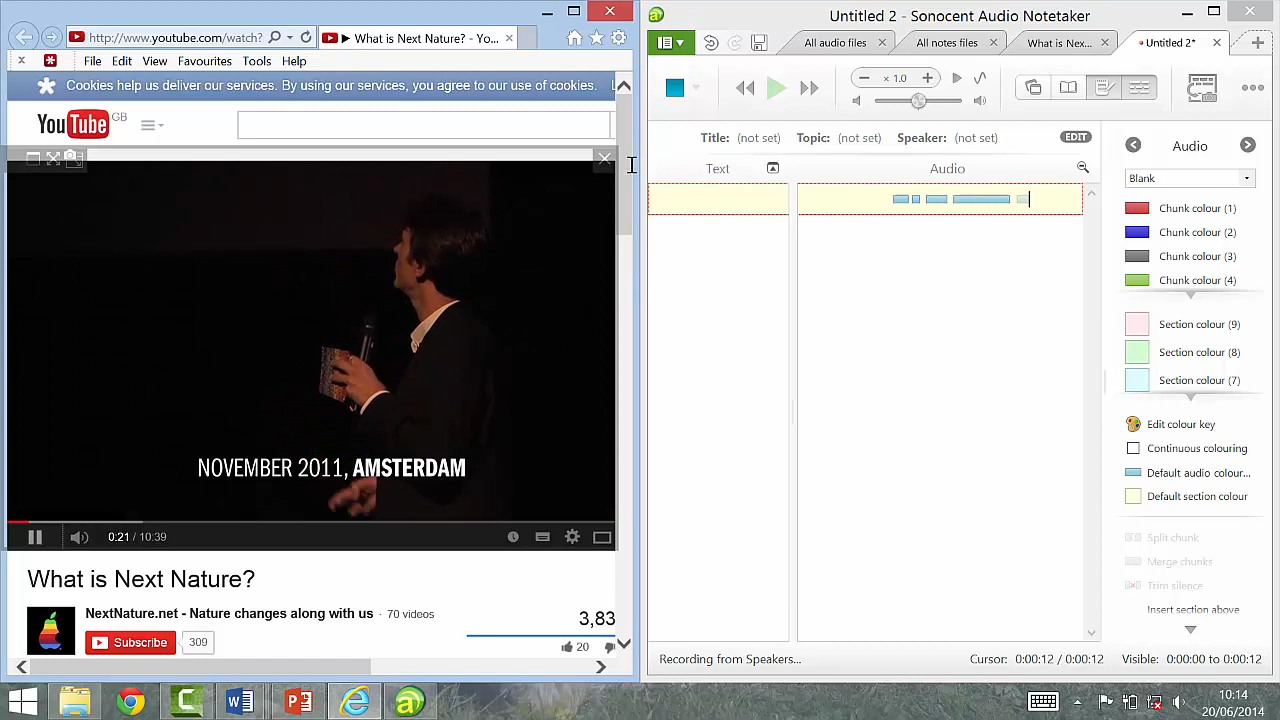 http://www.youtube.com/watch?
What is Next Nature? - Yo...
File Edit View Favourites Tools Help
Cookies help us deliver our services. By using our services, you agree to our use of cookies.
YouTube GB
NOVEMBER 2011, AMSTERDAM
0:21 / 10:39
What is Next Nature?
NextNature.net - Nature changes along with us · 70 videos
Subscribe 309
3,83
20
Untitled 2 - Sonocent Audio Notetaker
All audio files
All notes files
What is Nex...
Untitled 2*
x 1.0
Title: (not set) Topic: (not set) Speaker: (not set) EDIT
Text
Audio
Audio
Blank
Chunk colour (1)
Chunk colour (2)
Chunk colour (3)
Chunk colour (4)
Section colour (9)
Section colour (8)
Section colour (7)
Edit colour key
Continuous colouring
Default audio colour...
Default section colour
Split chunk
Merge chunks
Trim silence
Insert section above
Recording from Speakers...
Cursor: 0:00:12 / 0:00:12
Visible: 0:00:00 to 0:00:12
10:14
20/06/2014